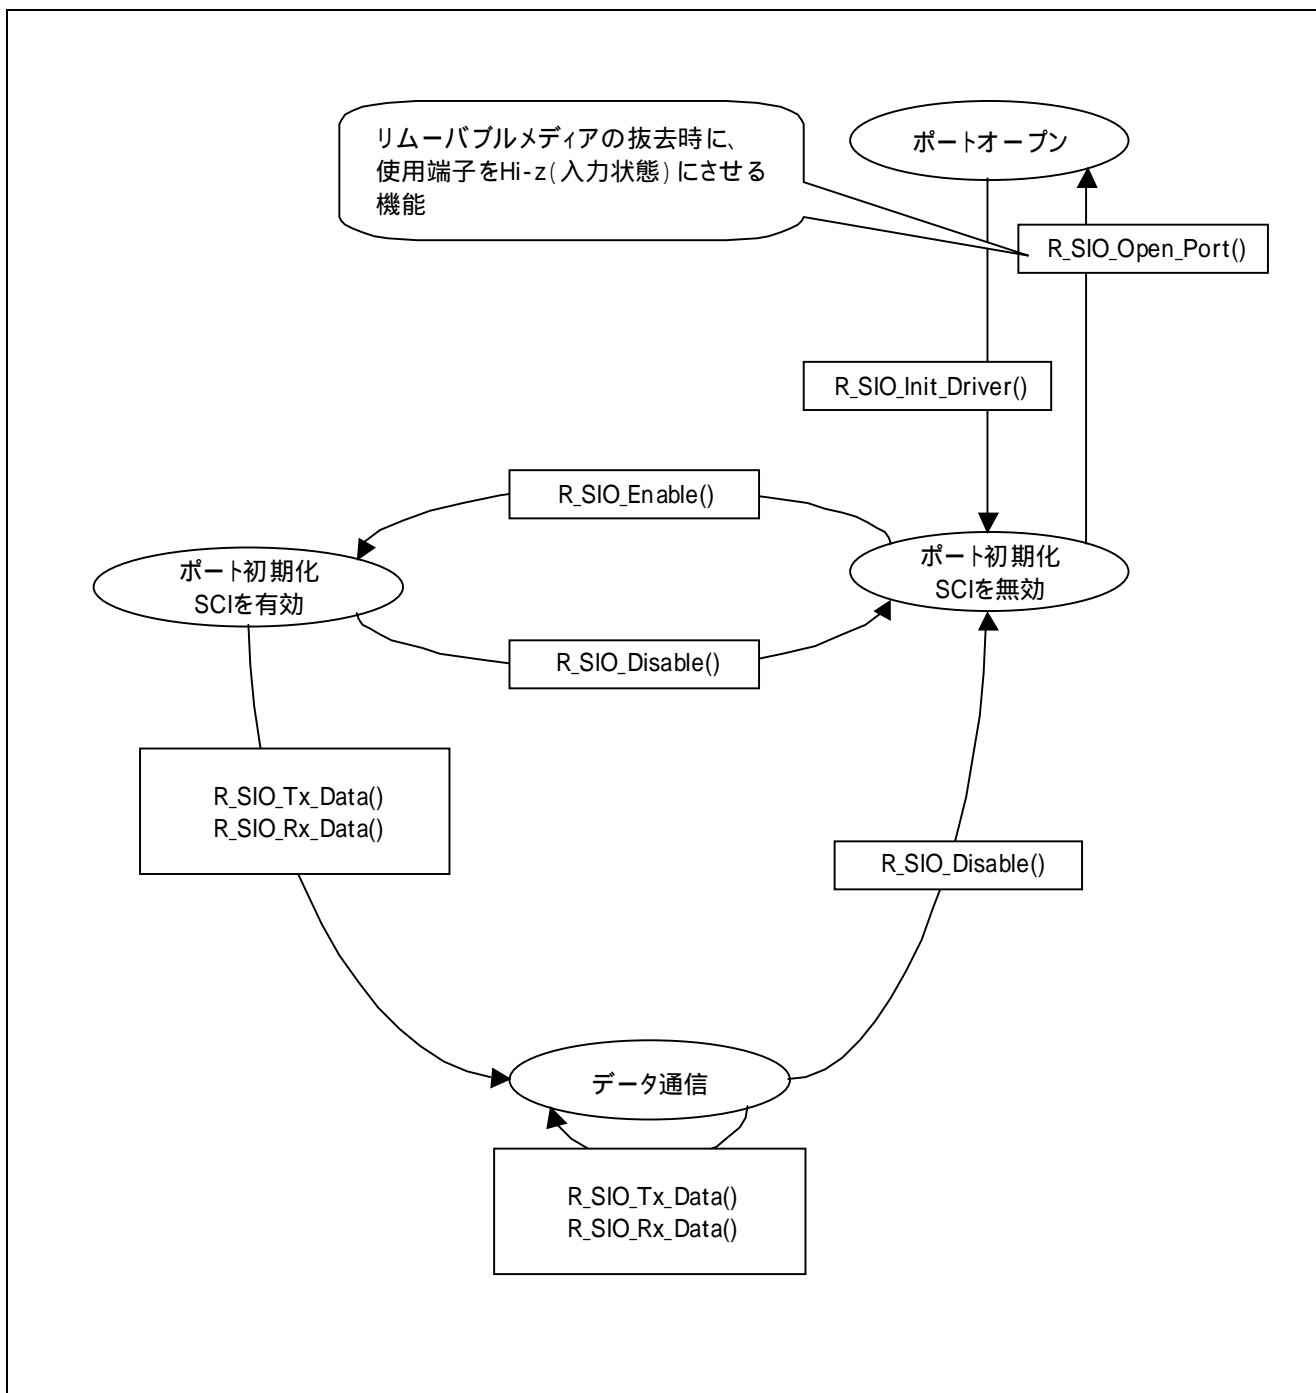 リムーバブルメディアの抜去時に、
使用端子をHi-z(入力状態)にさせる
機能
ポートオープン
R_SIO_Open_Port()
R_SIO_Init_Driver()
R_SIO_Enable()
ポート初期化
SCIを有効
ポート初期化
SCIを無効
R_SIO_Disable()
R_SIO_Tx_Data()
R_SIO_Rx_Data()
R_SIO_Disable()
データ通信
R_SIO_Tx_Data()
R_SIO_Rx_Data()